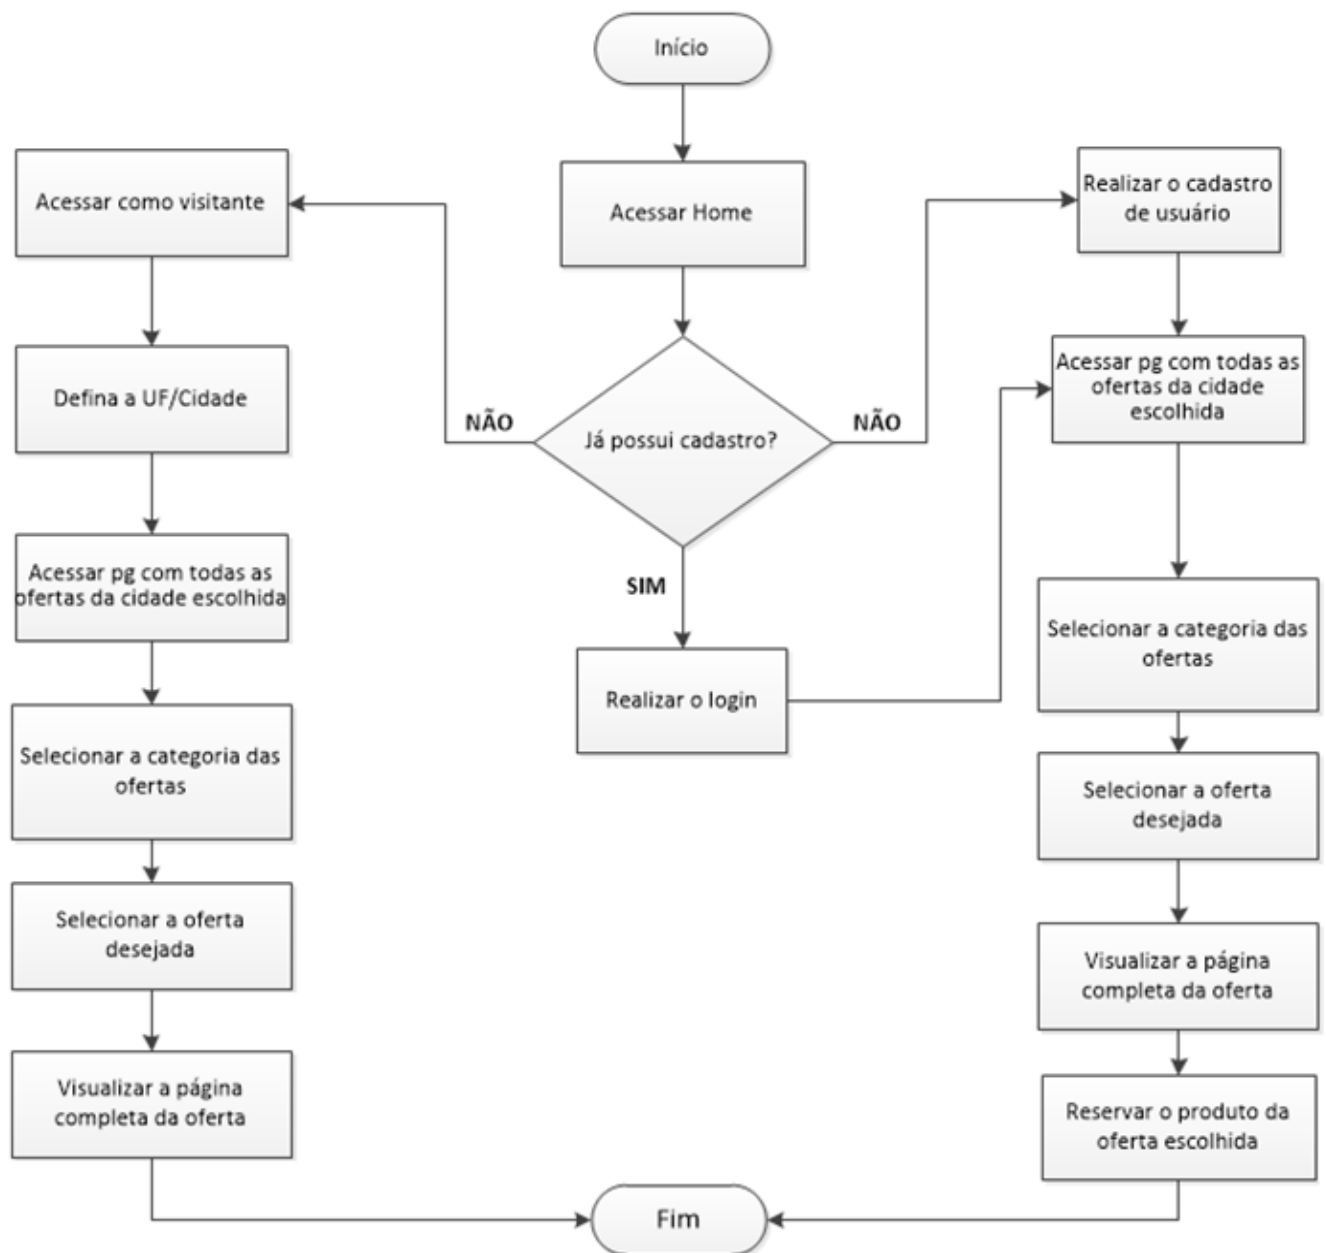 Início
Acessar Home
Já possui cadastro?
NÃO
NÃO
SIM
Realizar o login
Acessar como visitante
Defina a UF/Cidade
Acessar pg com todas as
ofertas da cidade escolhida
Selecionar a categoria das
ofertas
Selecionar a oferta
desejada
Visualizar a página
completa da oferta
Realizar o cadastro
de usuário
Acessar pg com todas as
ofertas da cidade
escolhida
Selecionar a categoria das
ofertas
Selecionar a oferta
desejada
Visualizar a página
completa da oferta
Reservar o produto da
oferta escolhida
Fim